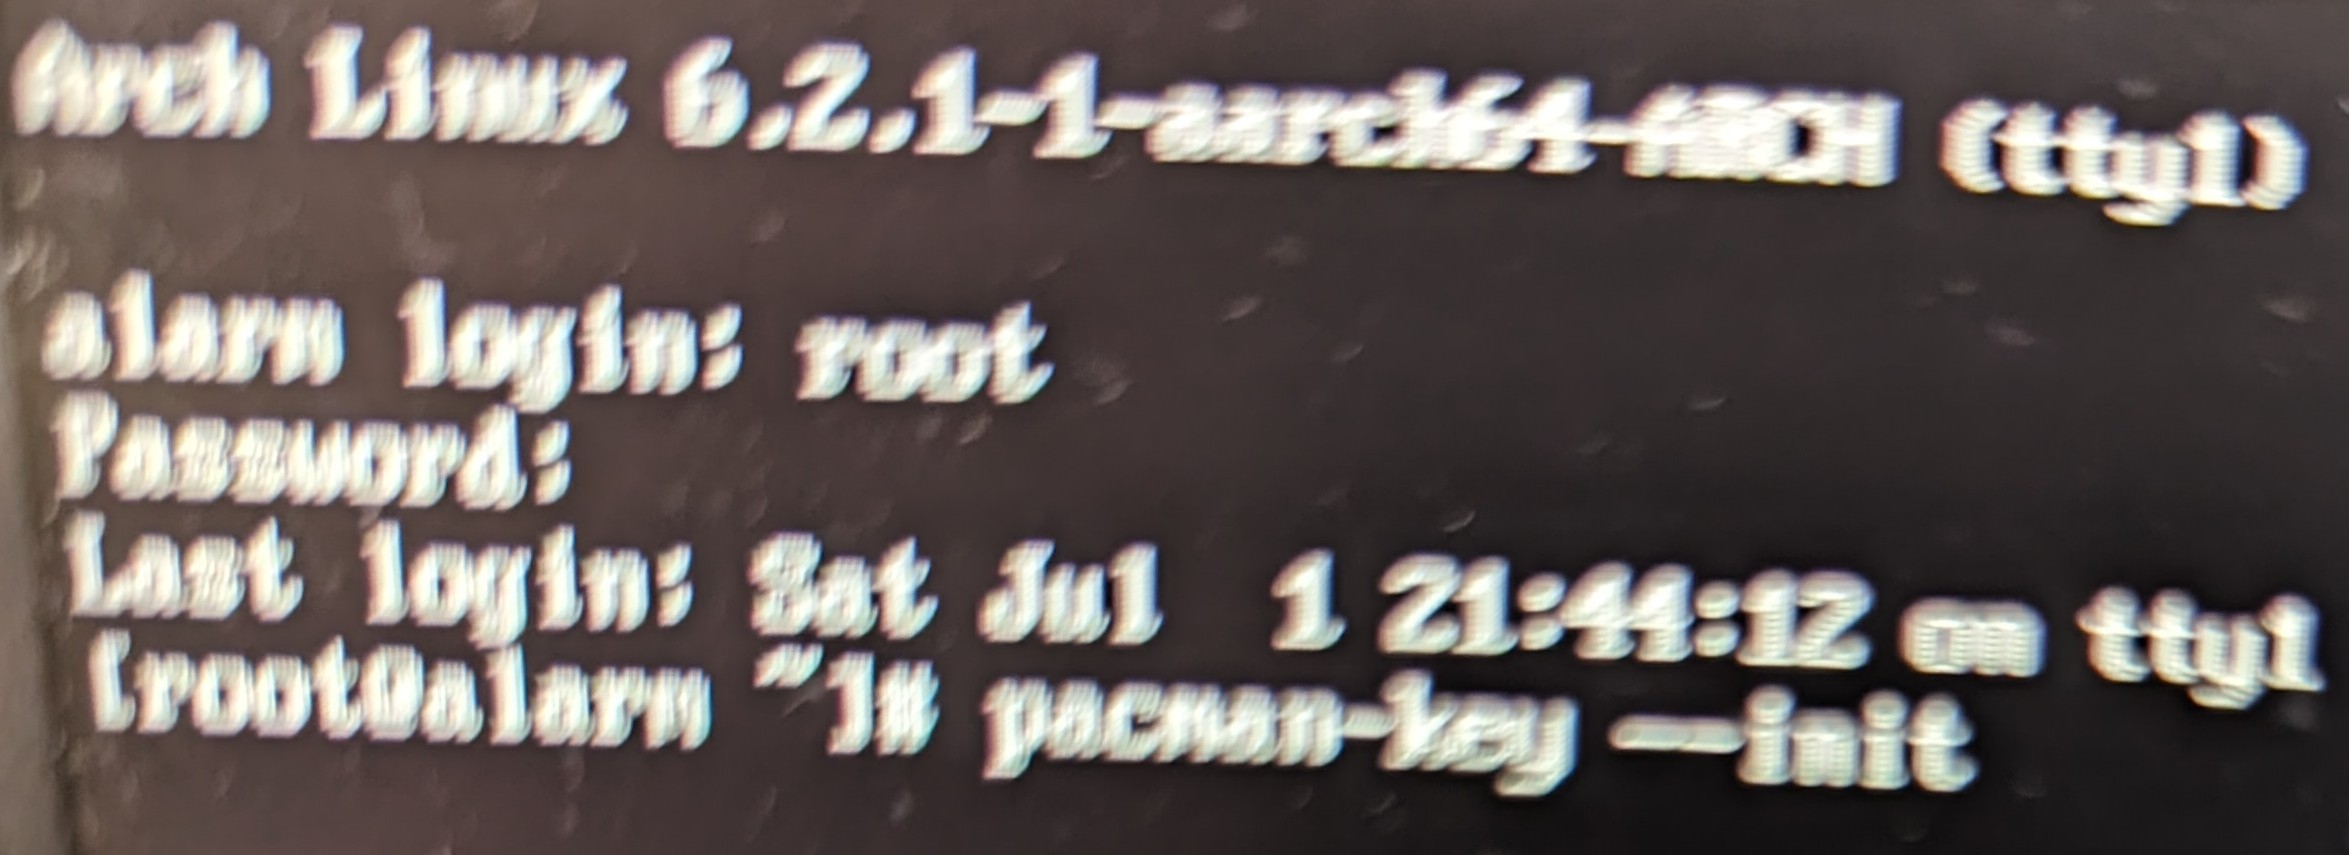 Arch Linux 6.2.1-1-aarch64-ARCH (tty1)
alarm login: root
Password:
Last login: Sat Jul  1 21:44:12 on tty1
[root@alarm ~]# pacman-key --init